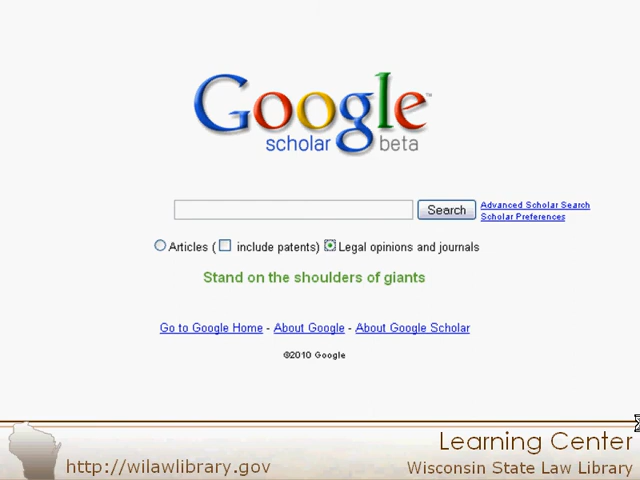 Google™
scholar beta
Search
Advanced Scholar Search
Scholar Preferences
Articles ( include patents) Legal opinions and journals
Stand on the shoulders of giants
Go to Google Home - About Google - About Google Scholar
©2010 Google
Learning Center
http://wilawlibrary.gov
Wisconsin State Law Library